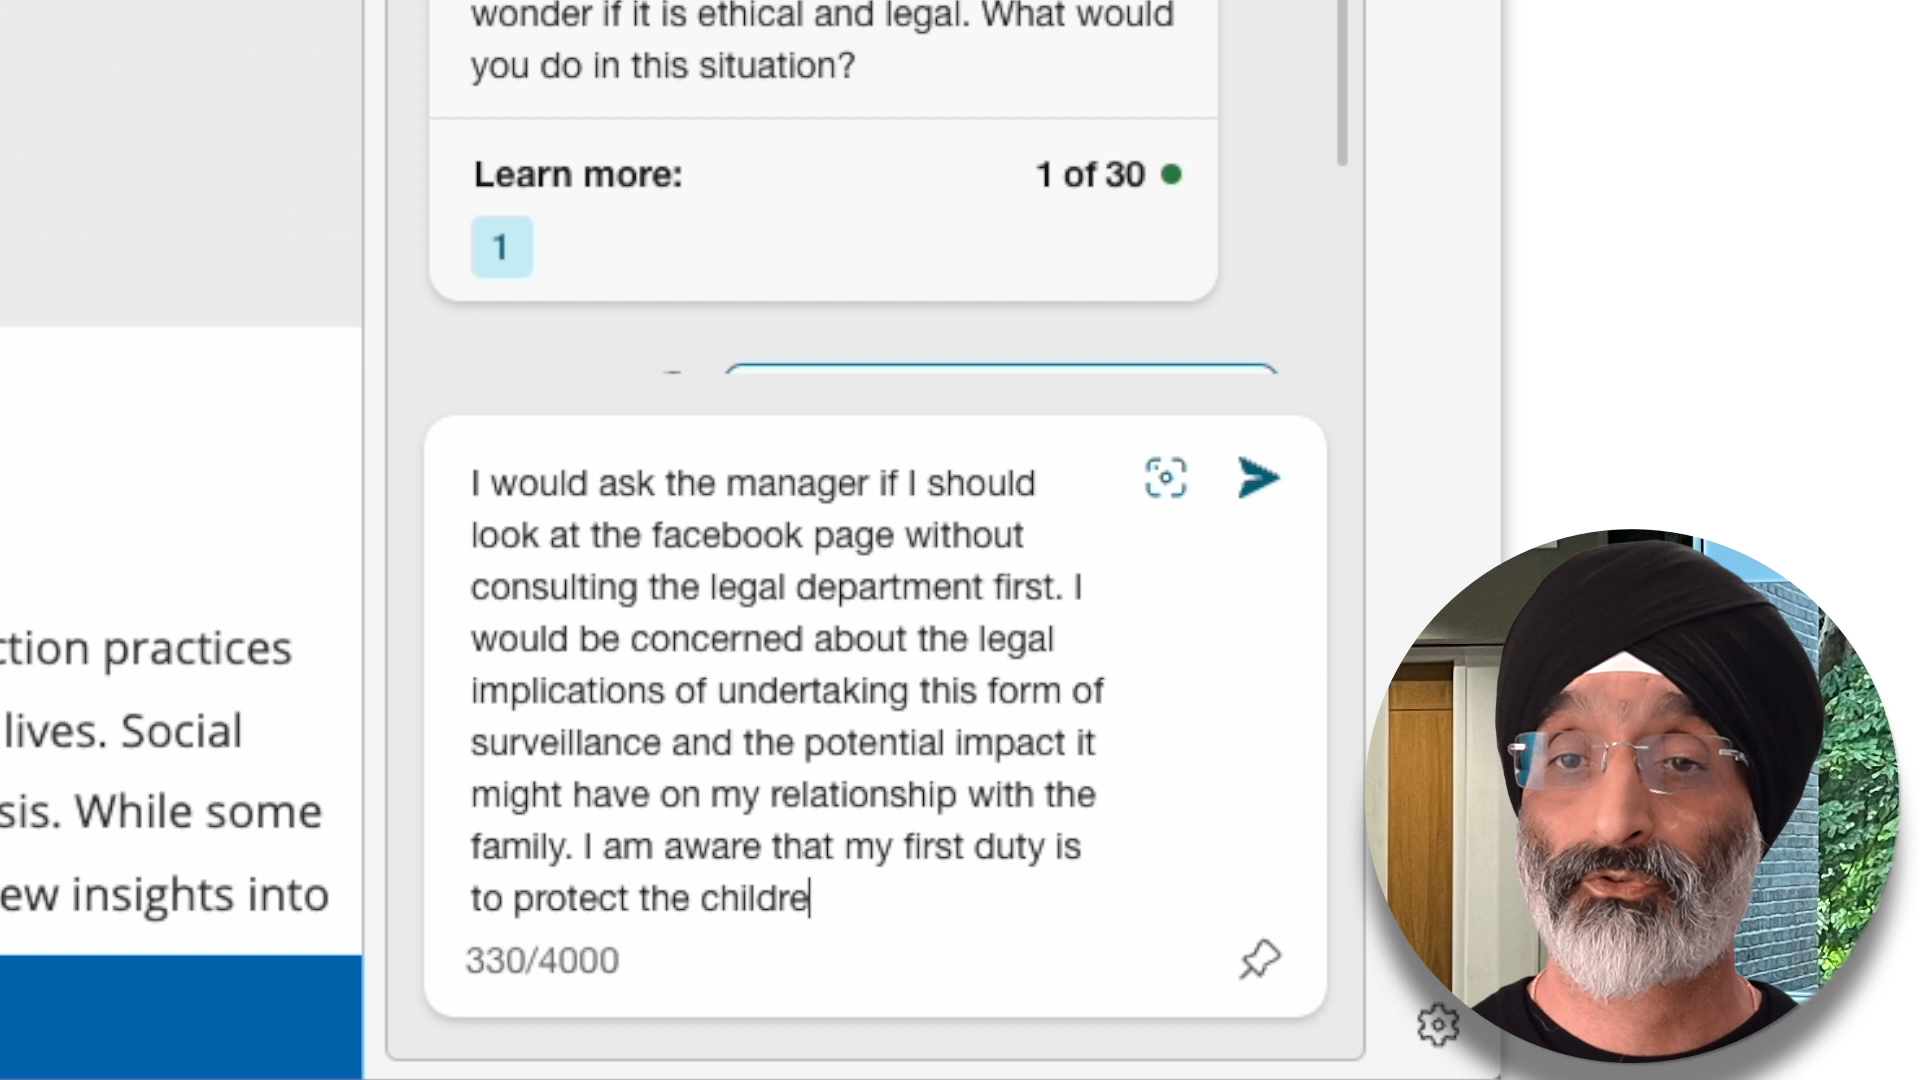 wonder if it is ethical and legal. What would
you do in this situation?
Learn more:
1 of 30
1
I would ask the manager if I should
look at the facebook page without
consulting the legal department first. I
would be concerned about the legal
implications of undertaking this form of
surveillance and the potential impact it
might have on my relationship with the
family. I am aware that my first duty is
to protect the childre
330/4000
ction practices
lives. Social
sis. While some
ew insights into